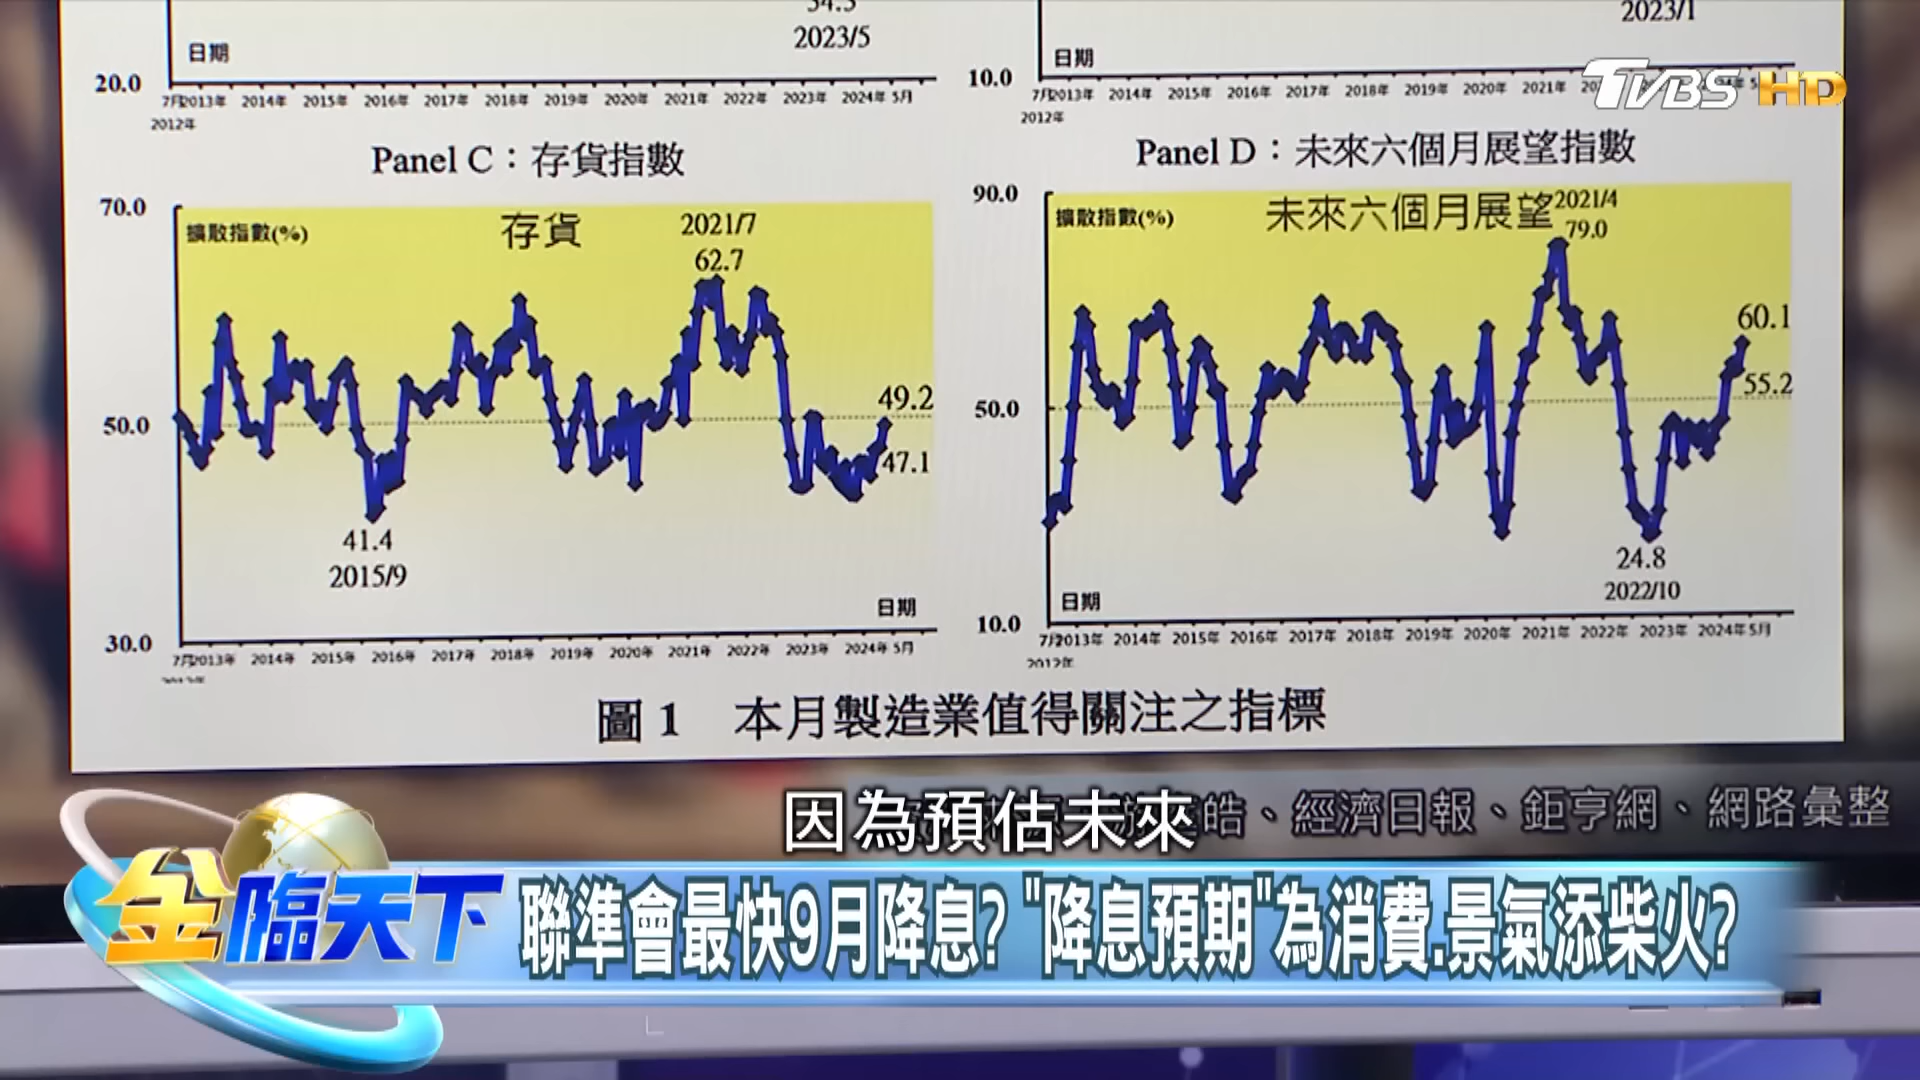 34.3
2023/5
2023/1
日期
日期
20.0
10.0
7月2013年 2014年 2015年 2016年 2017年 2018年 2019年 2020年 2021年 2022年 2023年 2024年 5月
2012年
7月2013年 2014年 2015年 2016年 2017年 2018年 2019年 2020年 2021年
2012年
TVBS HD
Panel C：存貨指數
Panel D：未來六個月展望指數
70.0
擴散指數(%)
存貨
2021/7
62.7
50.0
49.2
47.1
41.4
2015/9
日期
30.0
7月2013年 2014年 2015年 2016年 2017年 2018年 2019年 2020年 2021年 2022年 2023年 2024年 5月
90.0
擴散指數(%)
未來六個月展望
2021/4
79.0
60.1
55.2
50.0
24.8
2022/10
日期
10.0
7月2013年 2014年 2015年 2016年 2017年 2018年 2019年 2020年 2021年 2022年 2023年 2024年5月
2012年
圖 1 本月製造業值得關注之指標
因為預估未來
皓、經濟日報、鉅亨網、網路彙整
金臨天下
聯準會最快9月降息? "降息預期"為消費.景氣添柴火?